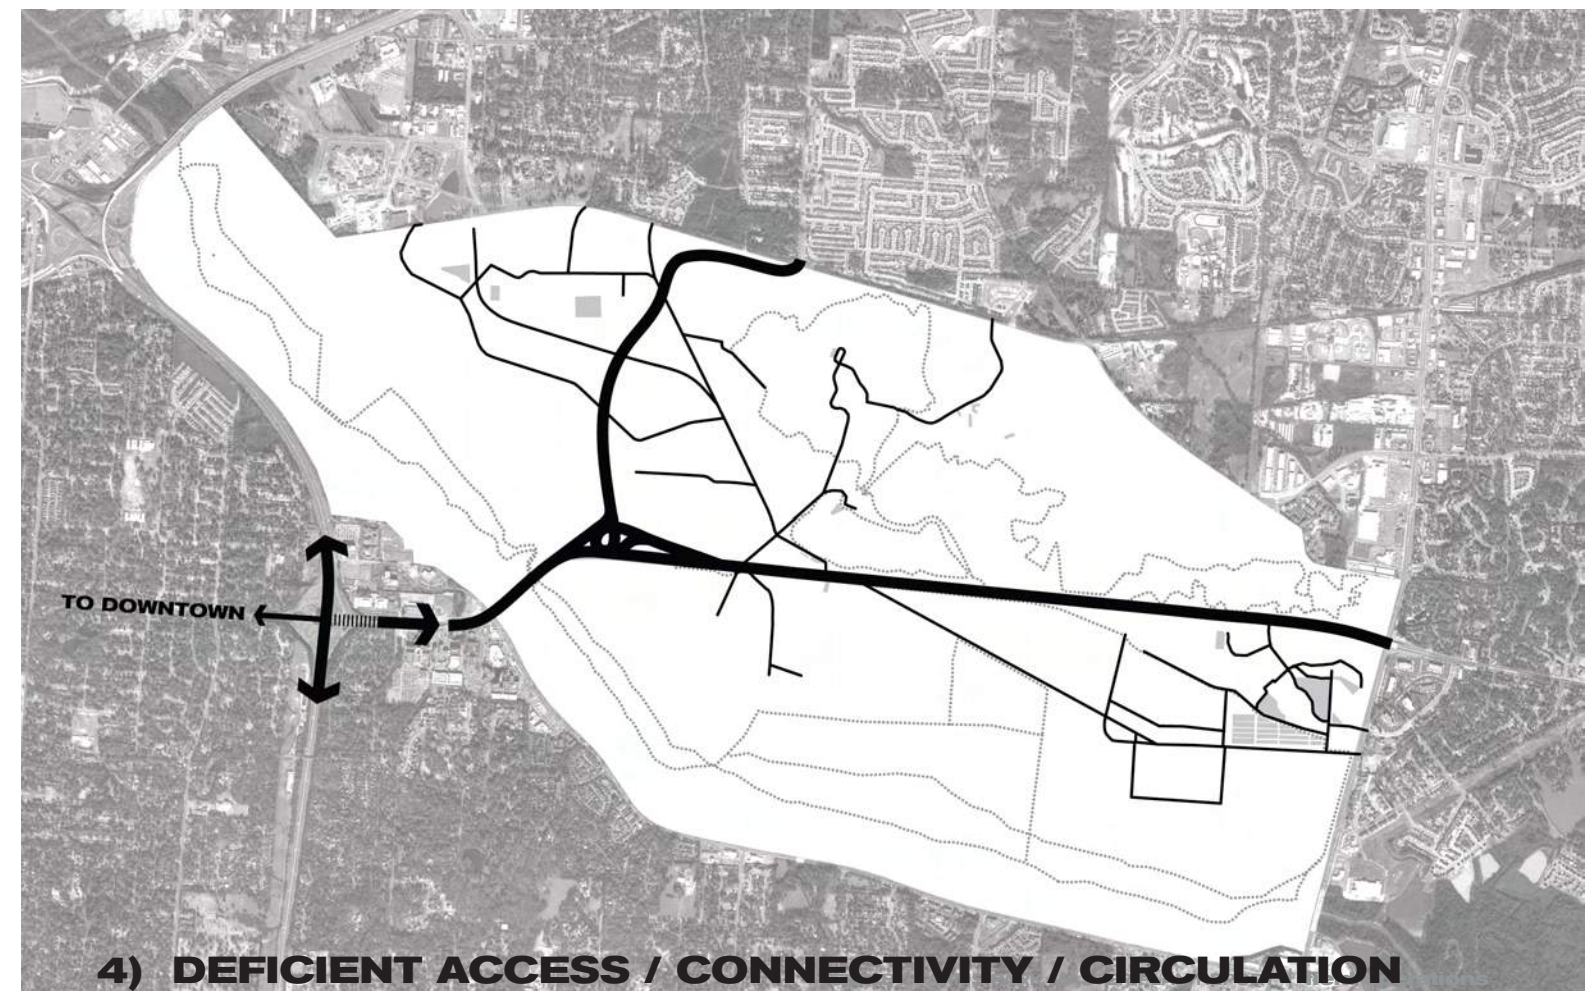 TO DOWNTOWN
4) DEFICIENT ACCESS / CONNECTIVITY / CIRCULATION